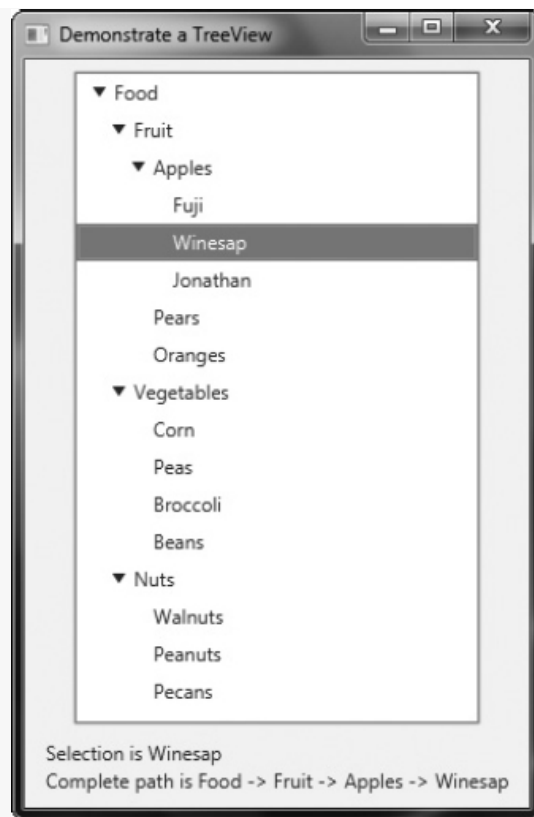 Demonstrate a TreeView
Food
Fruit
Apples
Fuji
Winesap
Jonathan
Pears
Oranges
Vegetables
Corn
Peas
Broccoli
Beans
Nuts
Walnuts
Peanuts
Pecans
Selection is Winesap
Complete path is Food -> Fruit -> Apples -> Winesap